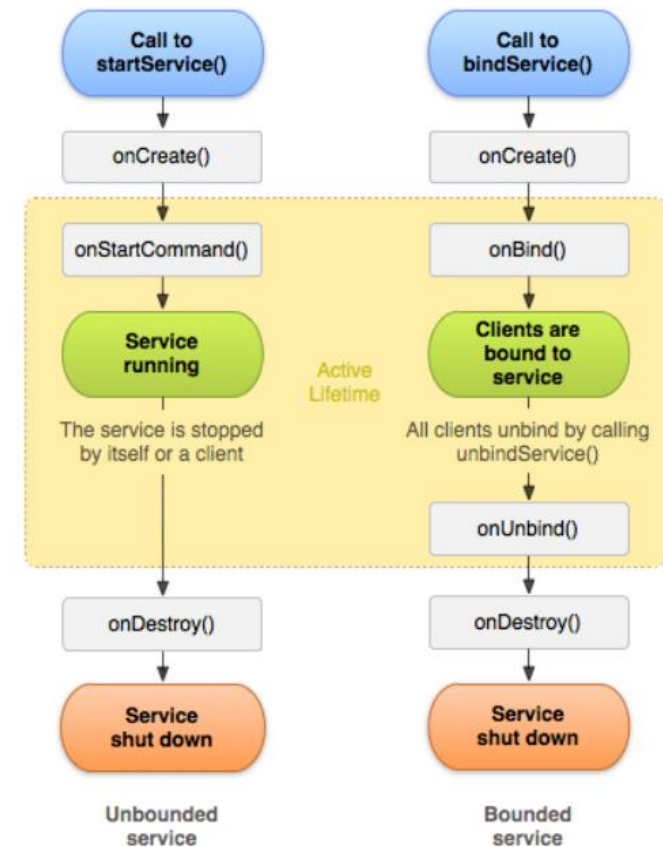 Call to
startService()
onCreate()
onStartCommand()
Service
running
The service is stopped
by itself or a client
onDestroy()
Service
shut down
Unbounded
service
Active
Lifetime
Call to
bindService()
onCreate()
onBind()
Clients are
bound to
service
All clients unbind by calling
unbindService()
onUnbind()
onDestroy()
Service
shut down
Bounded
service